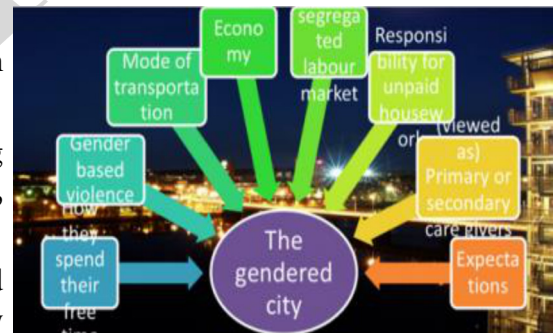 how
they
spend
their
free
time
Gender
based
violence
Mode of
transporta
tion
Econo
my
segrega
ted
labour
market
Responsi
bility for
unpaid
housew
ork
(viewed
as)
Primary or
secondary
care givers
Expecta
tions
The
gendered
city